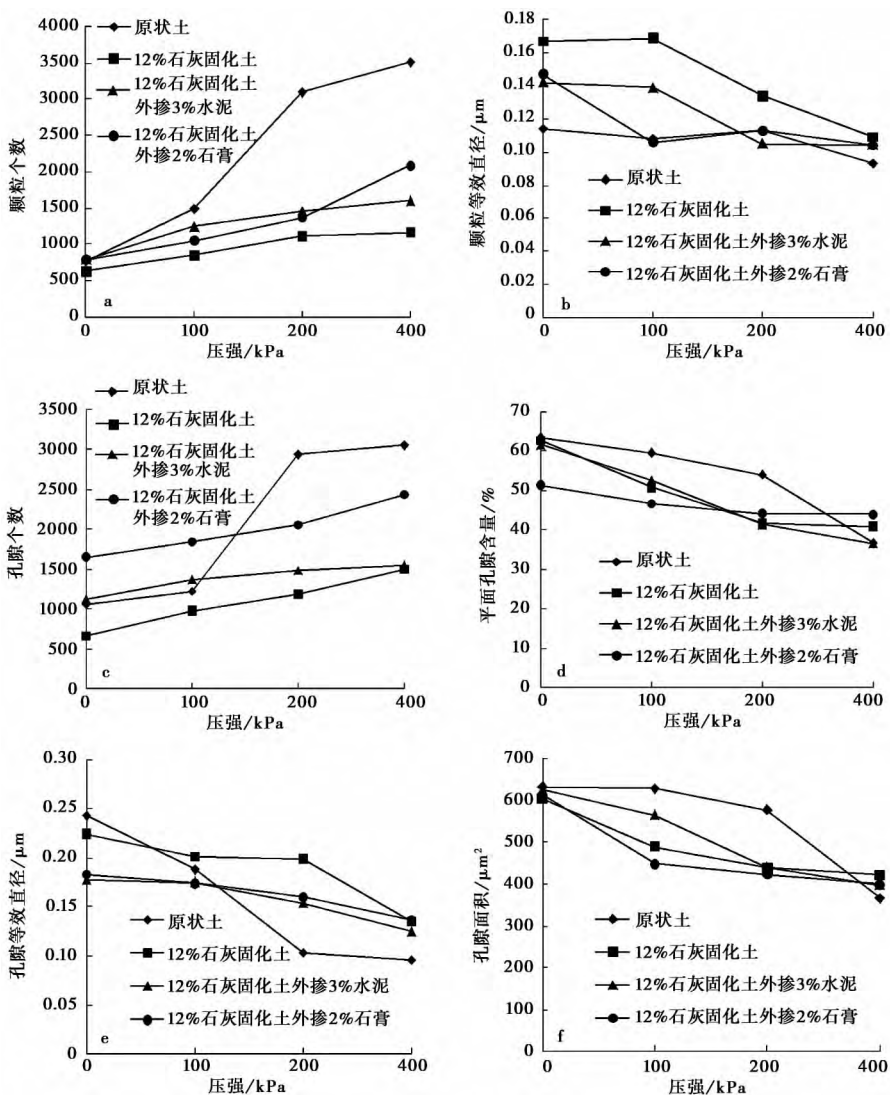 4000
3500
3000
2500
2000
1500
1000
500
0
颗粒个数
原状土
12%石灰固化土
12%石灰固化土
外掺3%水泥
12%石灰固化土
外掺2%石膏
a
0 100 200 400
压强/kPa
0.18
0.16
0.14
0.12
0.10
0.08
0.06
0.04
0.02
0
颗粒等效直径/μm
原状土
12%石灰固化土
12%石灰固化土外掺3%水泥
12%石灰固化土外掺2%石膏
b
0 100 200 400
压强/kPa
3500
3000
2500
2000
1500
1000
500
0
孔隙个数
原状土
12%石灰固化土
12%石灰固化土
外掺3%水泥
12%石灰固化土
外掺2%石膏
c
0 100 200 400
压强/kPa
70
60
50
40
30
20
10
0
平面孔隙含量/%
原状土
12%石灰固化土
12%石灰固化土外掺3%水泥
12%石灰固化土外掺2%石膏
d
0 100 200 400
压强/kPa
0.30
0.25
0.20
0.15
0.10
0.05
0
孔隙等效直径/μm
原状土
12%石灰固化土
12%石灰固化土外掺3%水泥
12%石灰固化土外掺2%石膏
e
0 100 200 400
压强/kPa
700
600
500
400
300
200
100
0
孔隙面积/μm²
原状土
12%石灰固化土
12%石灰固化土外掺3%水泥
12%石灰固化土外掺2%石膏
f
0 100 200 400
压强/kPa